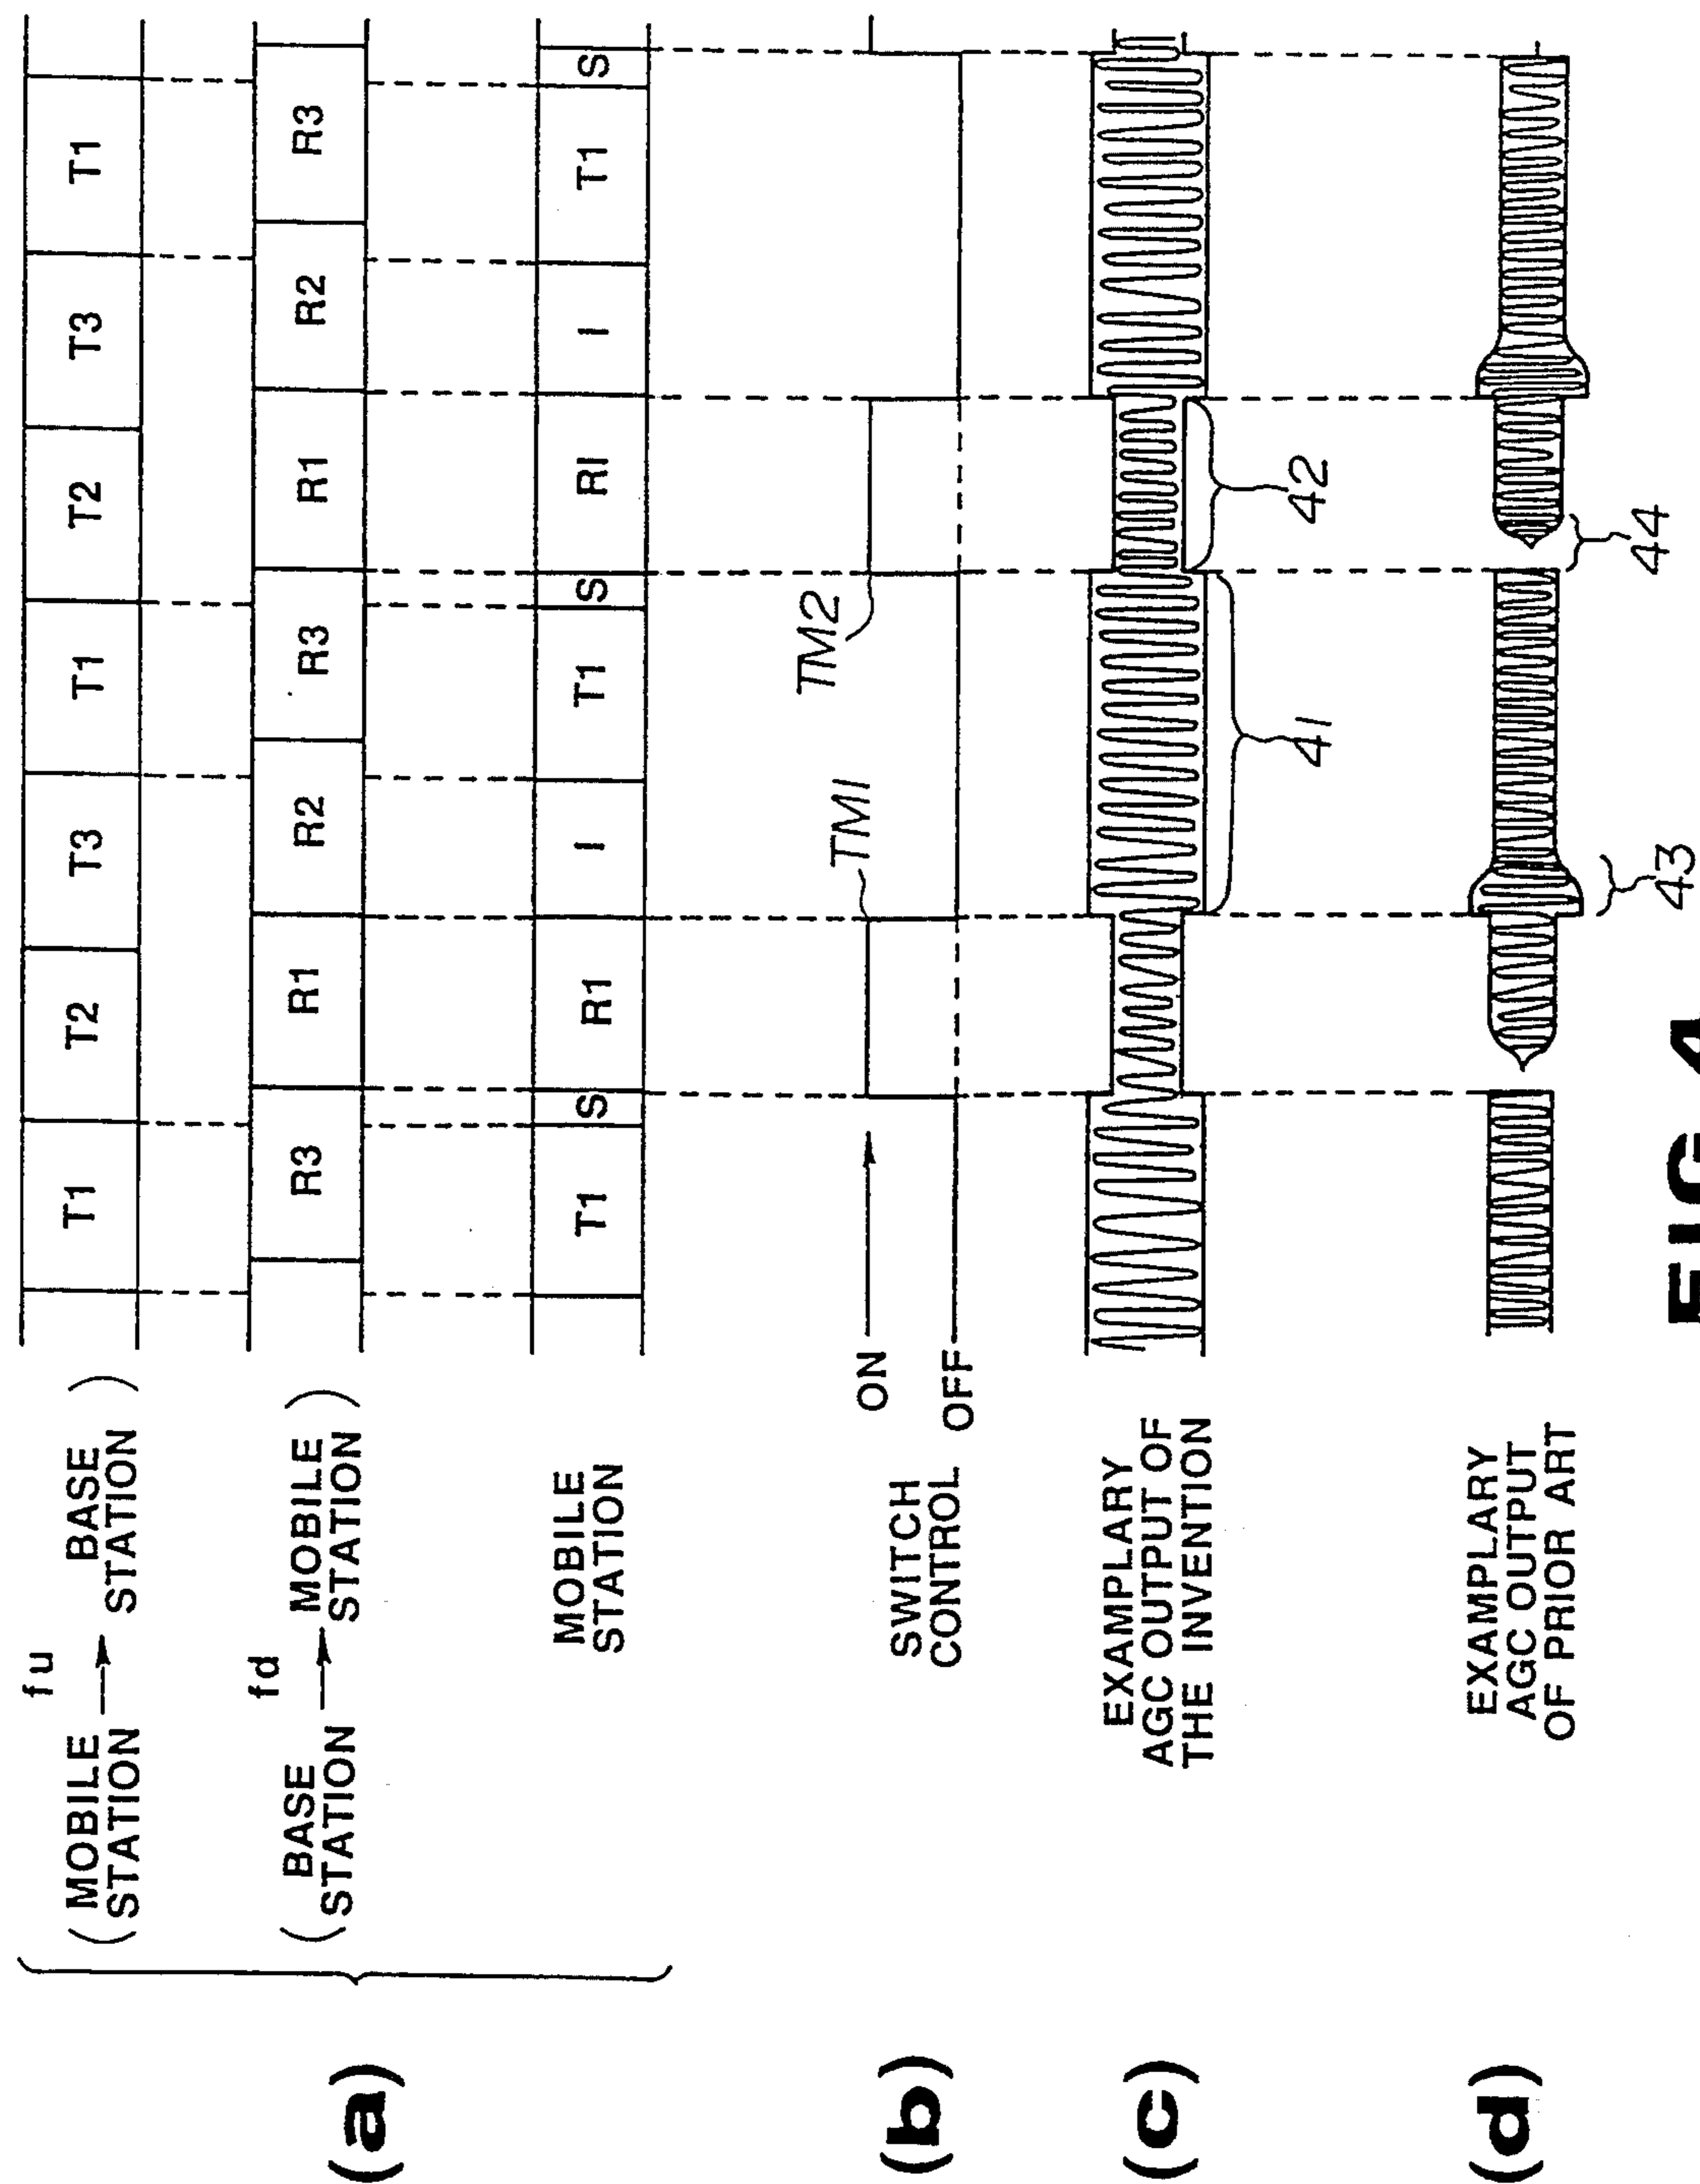 fu
(MOBILE STATION → BASE STATION)
T1 T2 T3 T1 T2 T3 T1
(a)
fd
(BASE STATION → MOBILE STATION)
R3 R1 R2 R3 R1 R2 R3
MOBILE
STATION
T1 S R1 I T1 S RI I T1 S
(b)
SWITCH
CONTROL
ON
OFF
TM1
TM2
(c)
EXAMPLARY
AGC OUTPUT OF
THE INVENTION
41
42
(d)
EXAMPLARY
AGC OUTPUT
OF PRIOR ART
43
44
FIG.4